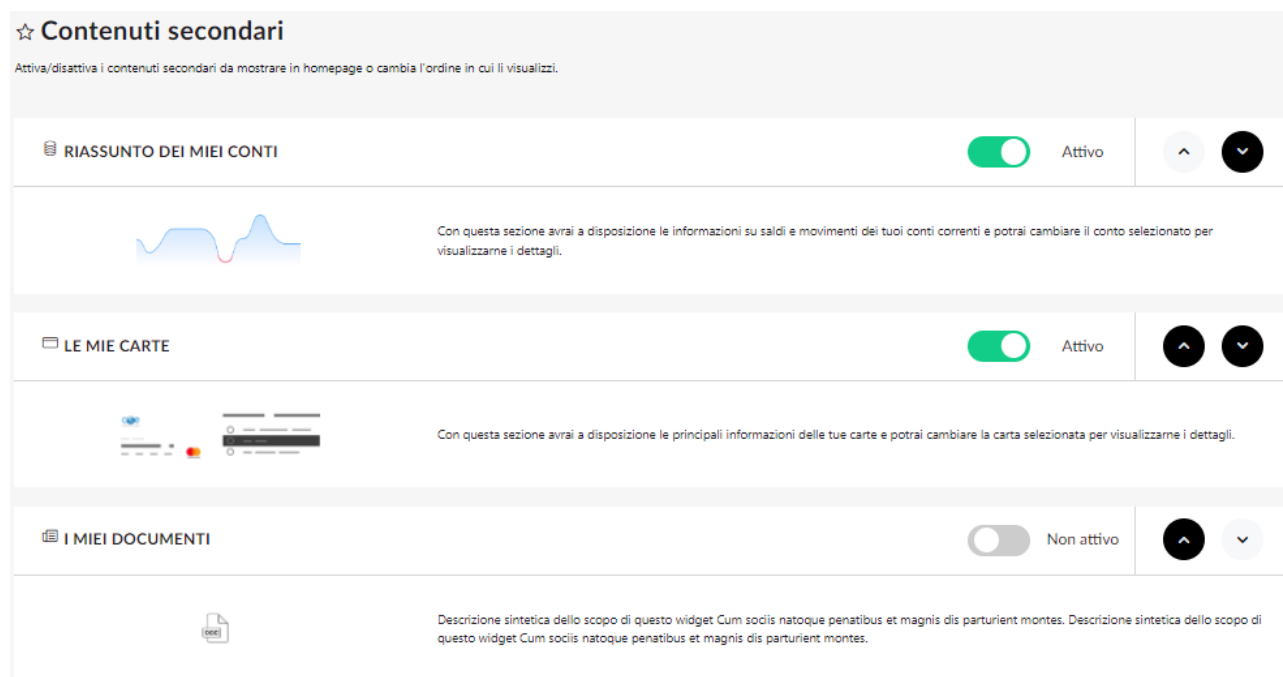 Contenuti secondari
Attiva/disattiva i contenuti secondari da mostrare in homepage o cambia l'ordine in cui li visualizzi.
RIASSUNTO DEI MIEI CONTI
Attivo
Con questa sezione avrai a disposizione le informazioni su saldi e movimenti dei tuoi conti correnti e potrai cambiare il conto selezionato per
visualizzarne i dettagli.
LE MIE CARTE
Attivo
Con questa sezione avrai a disposizione le principali informazioni delle tue carte e potrai cambiare la carta selezionata per visualizzarne i dettagli.
I MIEI DOCUMENTI
Non attivo
Descrizione sintetica dello scopo di questo widget Cum sociis natoque penatibus et magnis dis parturient montes. Descrizione sintetica dello scopo di
questo widget Cum sociis natoque penatibus et magnis dis parturient montes.